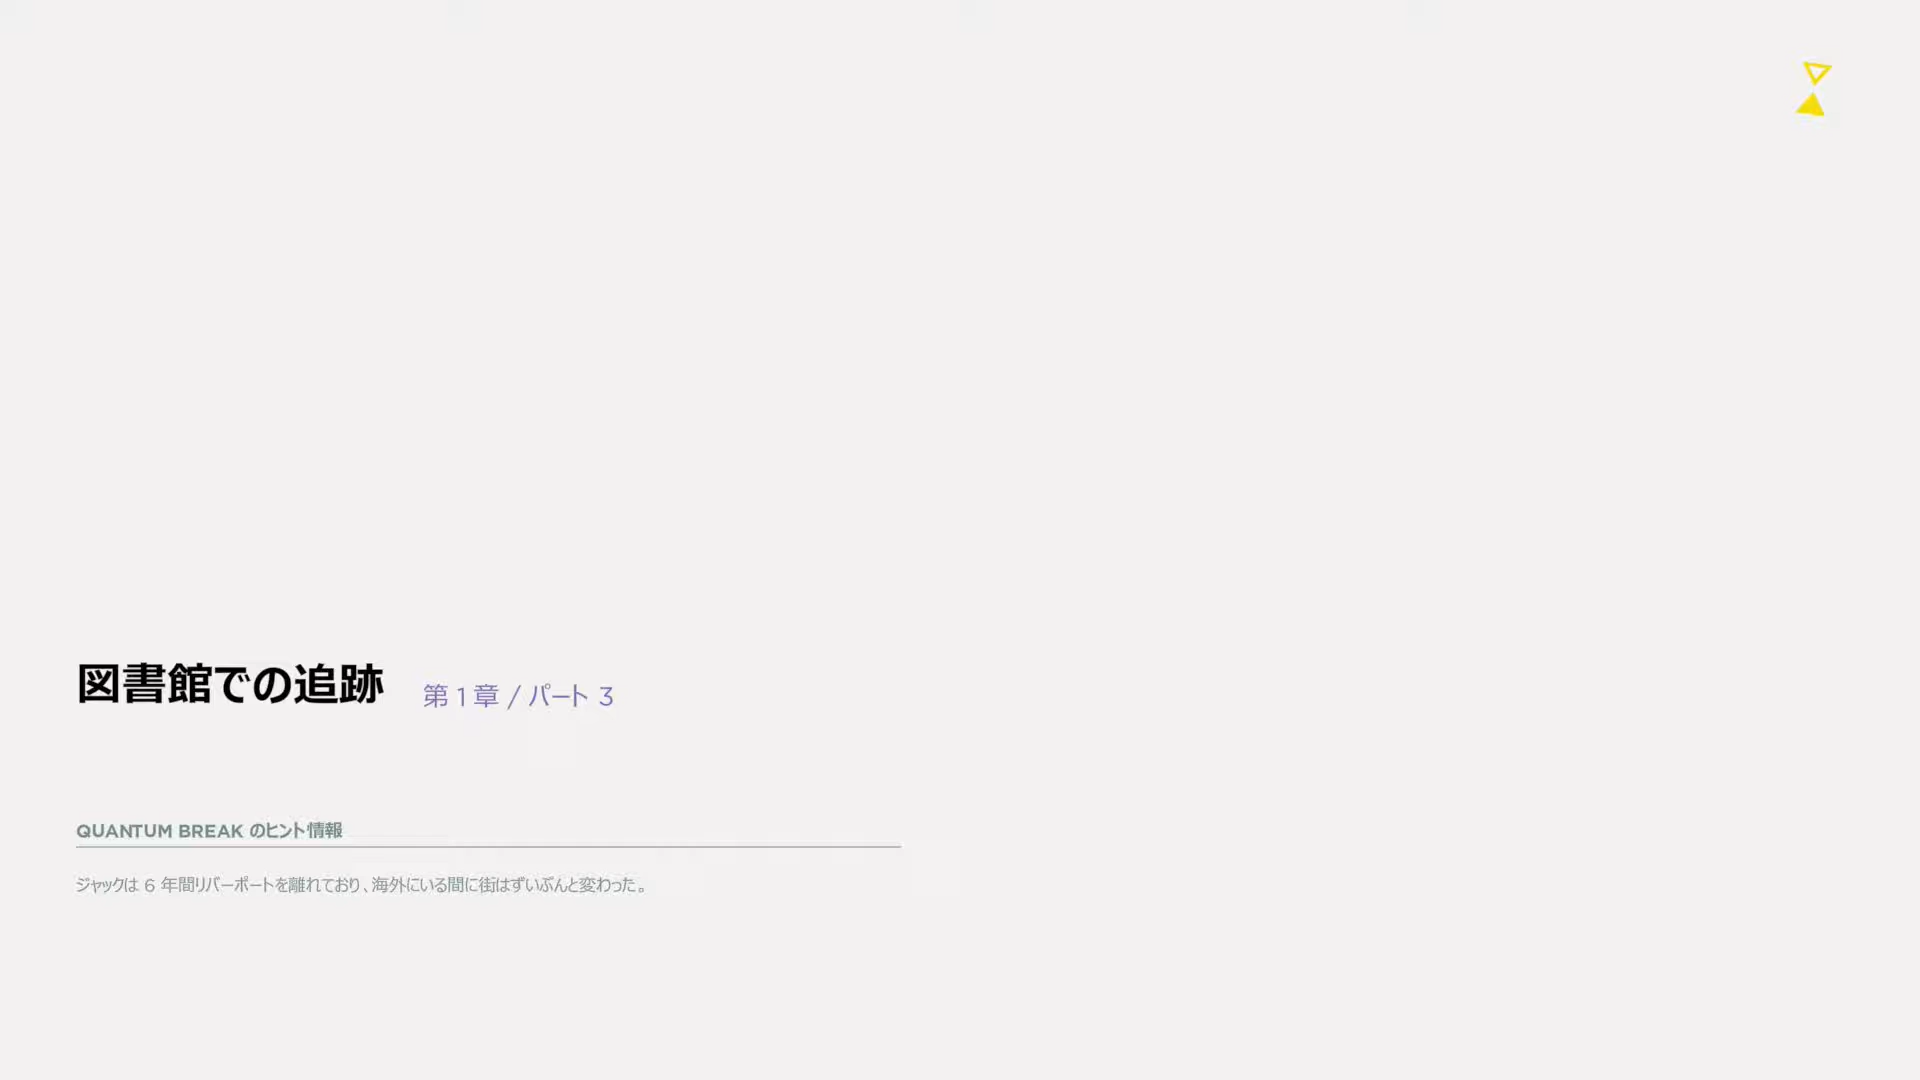 図書館での追跡 第 1 章 / パート 3
QUANTUM BREAK のヒント情報
ジャックは 6 年間リバーポートを離れており、海外にいる間に街はずいぶんと変わった。